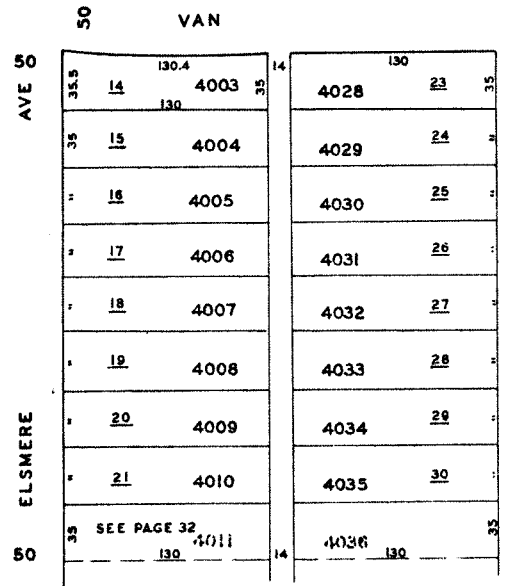 50 VAN
50 130.4 14 130
AVE 35.5 14 4003 35 4028 23 35
130
35 15 4004 4029 24 "
" 16 4005 4030 25 "
" 17 4006 4031 26 "
" 18 4007 4032 27 "
" 19 4008 4033 28 "
" 20 4009 4034 29 "
ELSMERE
" 21 4010 4035 30 "
35 SEE PAGE 32 4011 4036 35
50 130 14 130